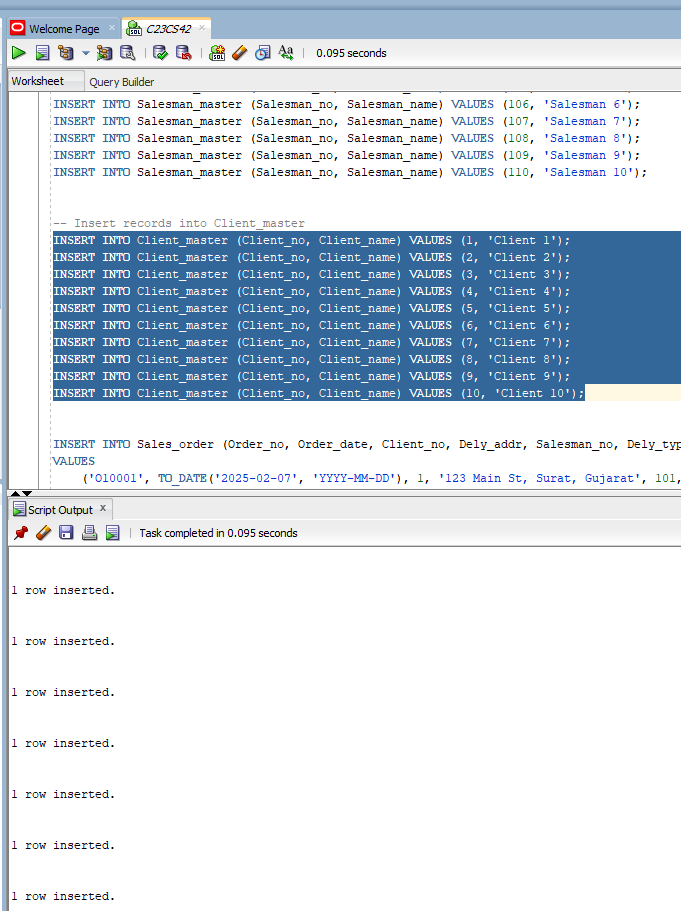 Welcome Page
C23CS42
0.095 seconds
Worksheet
Query Builder
INSERT INTO Salesman_master (Salesman_no, Salesman_name) VALUES (106, 'Salesman 6');
INSERT INTO Salesman_master (Salesman_no, Salesman_name) VALUES (107, 'Salesman 7');
INSERT INTO Salesman_master (Salesman_no, Salesman_name) VALUES (108, 'Salesman 8');
INSERT INTO Salesman_master (Salesman_no, Salesman_name) VALUES (109, 'Salesman 9');
INSERT INTO Salesman_master (Salesman_no, Salesman_name) VALUES (110, 'Salesman 10');
-- Insert records into Client_master
INSERT INTO Client_master (Client_no, Client_name) VALUES (1, 'Client 1');
INSERT INTO Client_master (Client_no, Client_name) VALUES (2, 'Client 2');
INSERT INTO Client_master (Client_no, Client_name) VALUES (3, 'Client 3');
INSERT INTO Client_master (Client_no, Client_name) VALUES (4, 'Client 4');
INSERT INTO Client_master (Client_no, Client_name) VALUES (5, 'Client 5');
INSERT INTO Client_master (Client_no, Client_name) VALUES (6, 'Client 6');
INSERT INTO Client_master (Client_no, Client_name) VALUES (7, 'Client 7');
INSERT INTO Client_master (Client_no, Client_name) VALUES (8, 'Client 8');
INSERT INTO Client_master (Client_no, Client_name) VALUES (9, 'Client 9');
INSERT INTO Client_master (Client_no, Client_name) VALUES (10, 'Client 10');
INSERT INTO Sales_order (Order_no, Order_date, Client_no, Dely_addr, Salesman_no, Dely_typ
VALUES
('O10001', TO_DATE('2025-02-07', 'YYYY-MM-DD'), 1, '123 Main St, Surat, Gujarat', 101,
Script Output
Task completed in 0.095 seconds
1 row inserted.
1 row inserted.
1 row inserted.
1 row inserted.
1 row inserted.
1 row inserted.
1 row inserted.